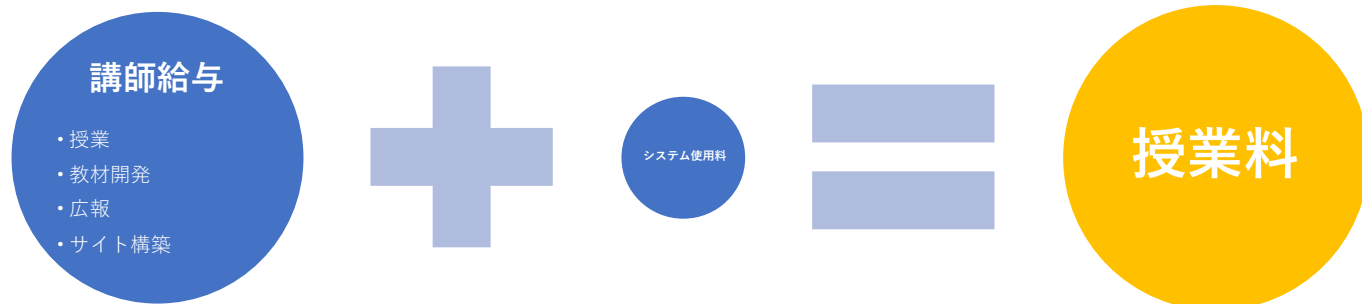 講師給与
・授業
・教材開発
・広報
・サイト構築
システム使用料
授業料